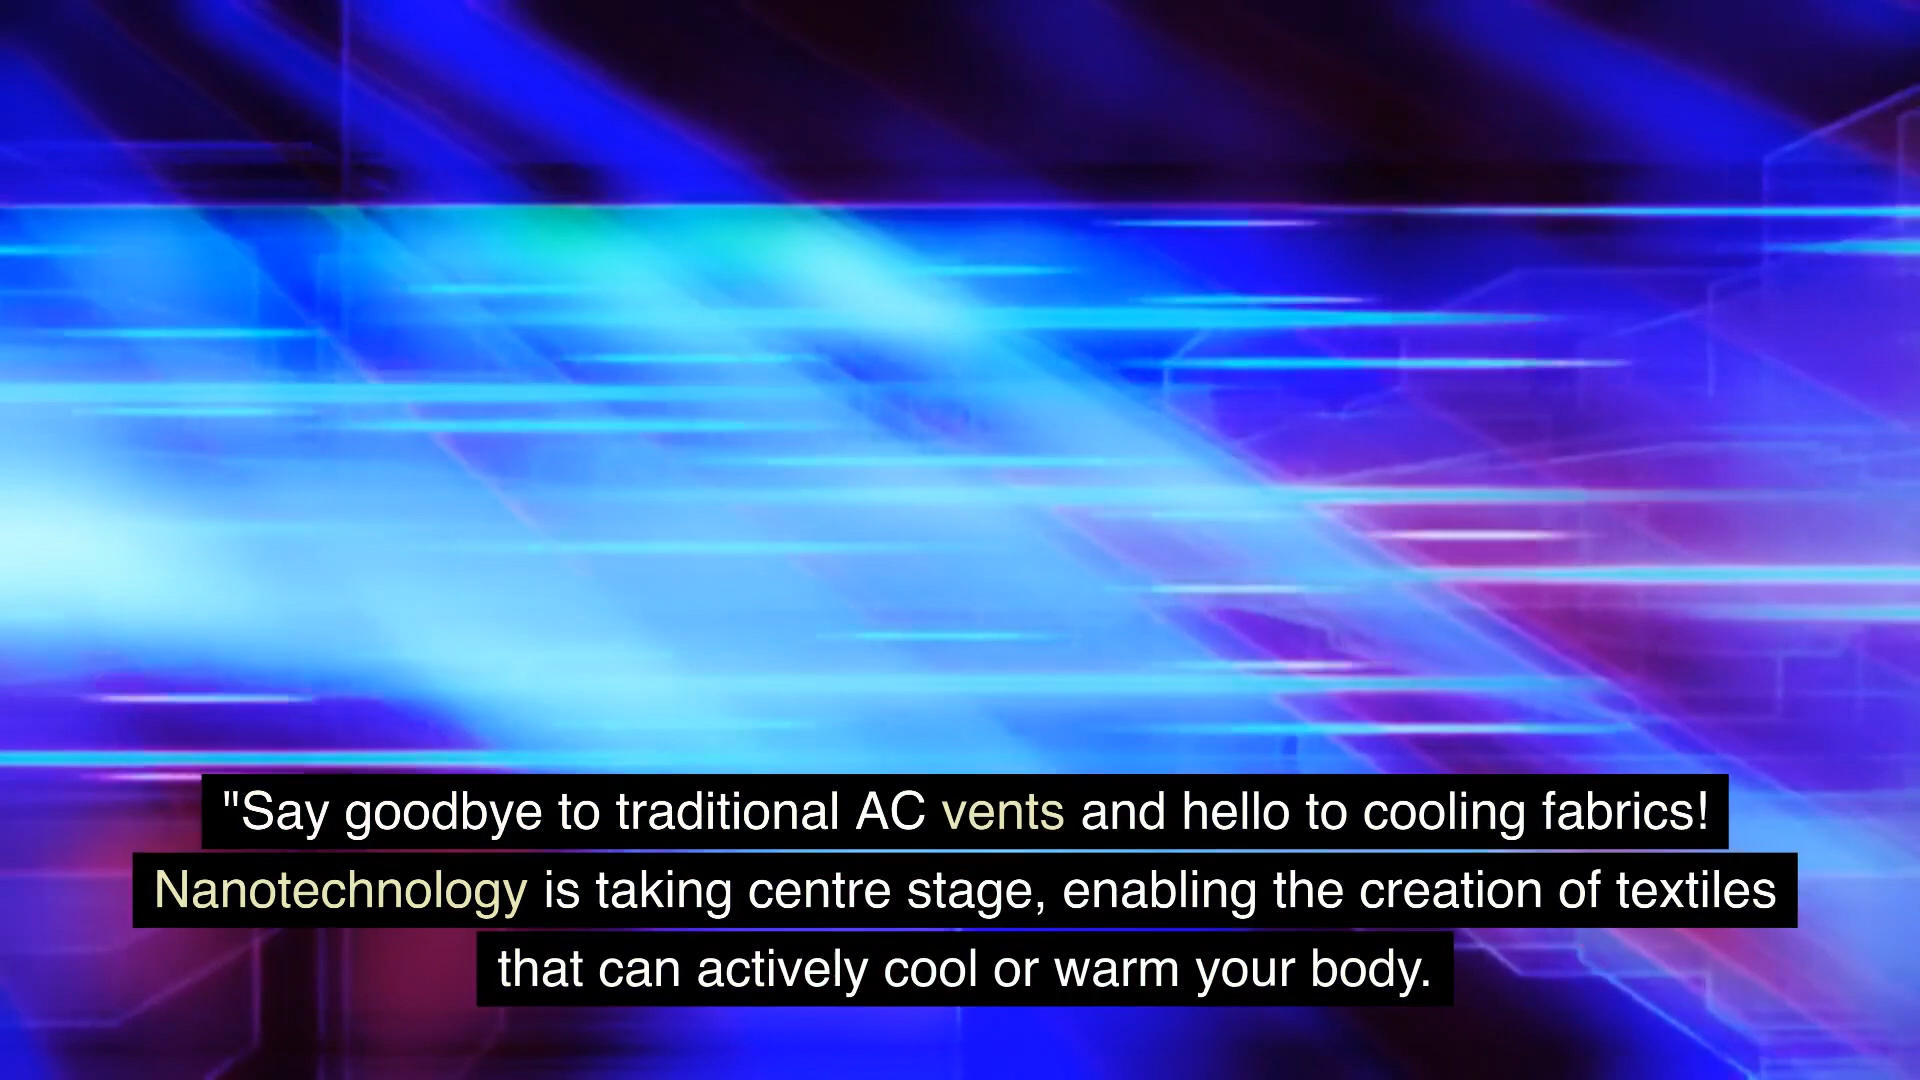 "Say goodbye to traditional AC vents and hello to cooling fabrics!
Nanotechnology is taking centre stage, enabling the creation of textiles
that can actively cool or warm your body.